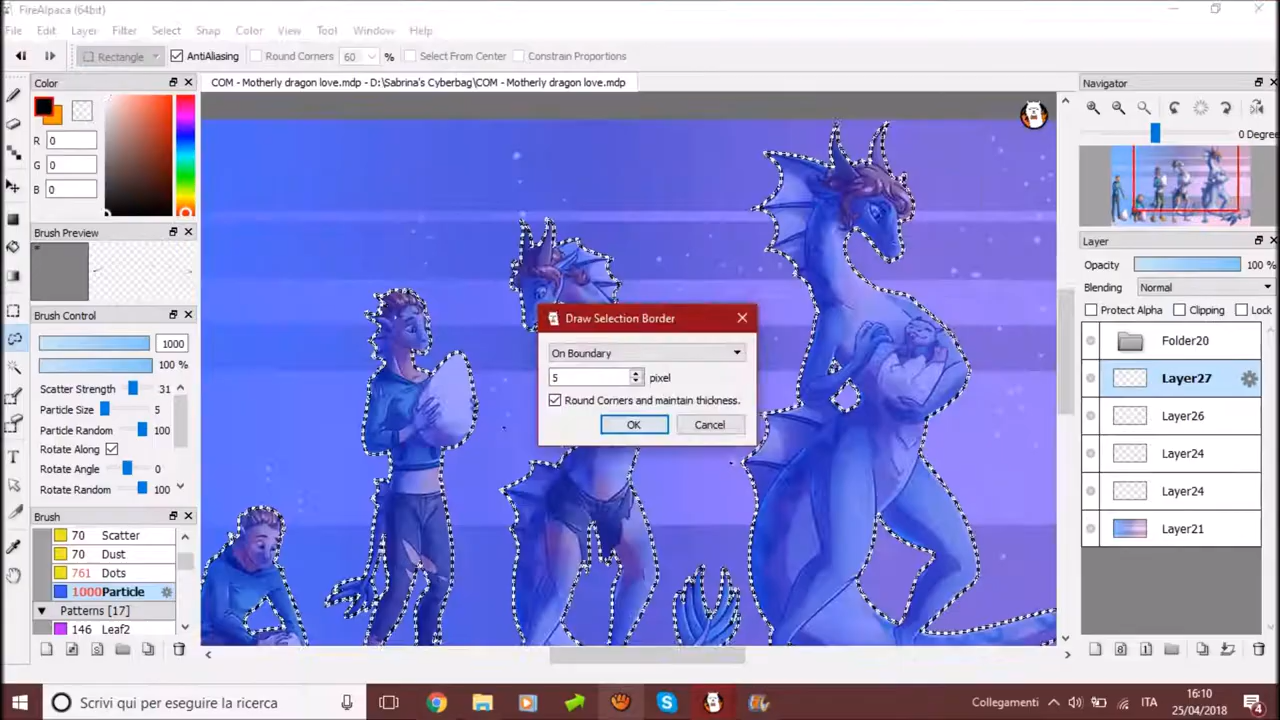 FireAlpaca (64bit)
File Edit Layer Filter Select Snap Color View Tool Window Help
Rectangle AntiAliasing Round Corners 60 % Select From Center Constrain Proportions
Color
COM - Motherly dragon love.mdp - D:\Sabrina's Cyberbag\COM - Motherly dragon love.mdp
Navigator
R 0
G 0
B 0
0 Degree
Brush Preview
Layer
Opacity 100 %
Blending Normal
Protect Alpha Clipping Lock
Brush Control
1000
100 %
Scatter Strength 31
Particle Size 5
Particle Random 100
Rotate Along
Rotate Angle 0
Rotate Random 100
Draw Selection Border
On Boundary
5 pixel
Round Corners and maintain thickness.
OK Cancel
Folder20
Layer27
Layer26
Layer24
Layer24
Layer21
Brush
70 Scatter
70 Dust
761 Dots
1000 Particle
Patterns [17]
146 Leaf2
Scrivi qui per eseguire la ricerca
Collegamenti ITA 16:10
25/04/2018 4